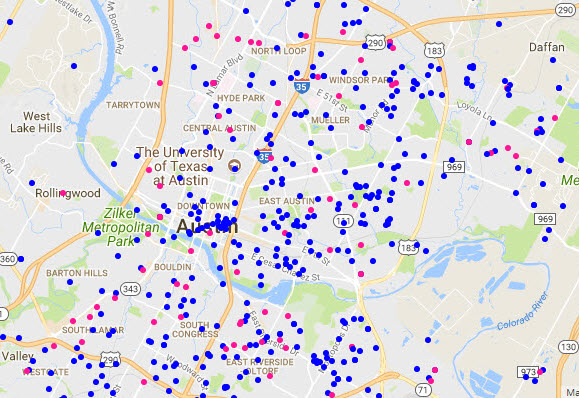 Mt Bonnell Rd
290
NORTH LOOP
290
183
Daffan
N Lamar Blvd
WINDSOR PARK
35
HYDE PARK
E 51st St
TARRYTOWN
MUELLER
Loyola Ln
West
Lake Hills
CENTRAL AUSTIN
The University
of Texas
at Austin
35
969
Rollingwood
DOWNTOWN
EAST AUSTIN
Zilker
Metropolitan
Park
Austin
969
183
360
BOULDIN
E Cesar Chavez St
BARTON HILLS
343
Colorado River
SOUTH LAMAR
SOUTH
CONGRESS
130
Valley
290
Woodward St
EAST RIVERSIDE
OLTORF
WESTGATE
973
71